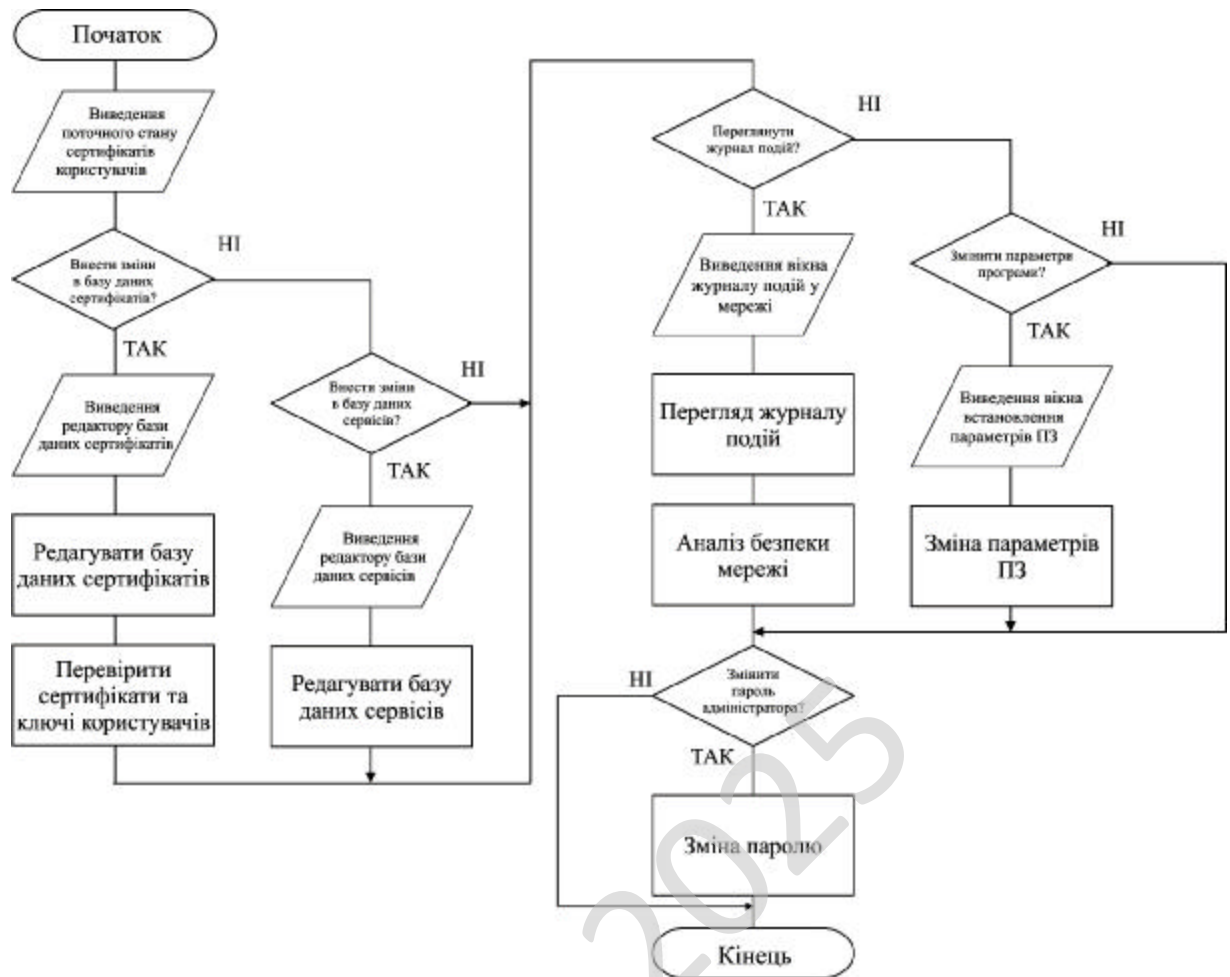 Початок
Виведення
поточного стану
сертифікатів
користувачів
Внести зміни
в базу даних
сертифікатів?
НІ
ТАК
Виведення
редактору бази
даних сертифікатів
Редагувати базу
даних сертифікатів
Перевірити
сертифікати та
ключі користувачів
Внести зміни
в базу даних
сервісів?
НІ
ТАК
Виведення
редактору бази
даних сервісів
Редагувати базу
даних сервісів
Переглянути
журнал подій?
НІ
ТАК
Виведення вікна
журналу подій у
мережі
Перегляд журналу
подій
Аналіз безпеки
мережі
Змінити параметри
програми?
НІ
ТАК
Виведення вікна
встановлення
параметрів ПЗ
Зміна параметрів
ПЗ
Змінити
пароль
адміністратора?
НІ
ТАК
Зміна паролю
Кінець
2025